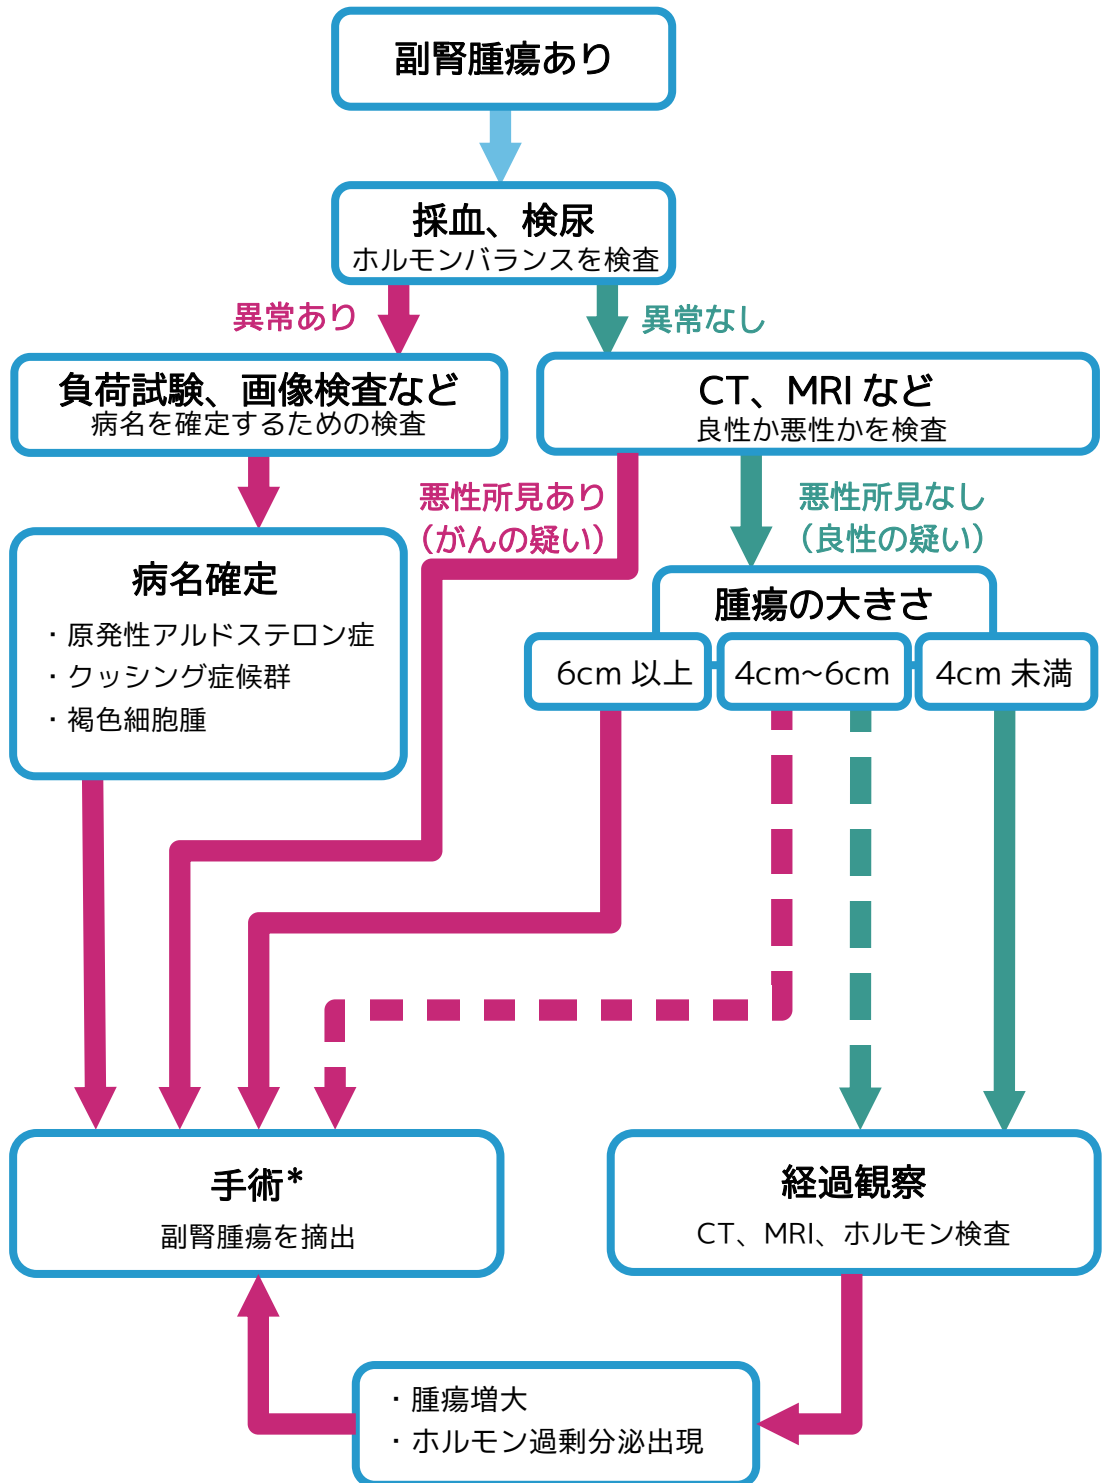 副腎腫瘍あり
採血、検尿
ホルモンバランスを検査
異常あり
異常なし
負荷試験、画像検査など
病名を確定するための検査
CT、MRI など
良性か悪性かを検査
悪性所見あり
（がんの疑い）
悪性所見なし
（良性の疑い）
病名確定
・原発性アルドステロン症
・クッシング症候群
・褐色細胞腫
腫瘍の大きさ
6cm 以上
4cm~6cm
4cm 未満
手術*
副腎腫瘍を摘出
経過観察
CT、MRI、ホルモン検査
・腫瘍増大
・ホルモン過剰分泌出現